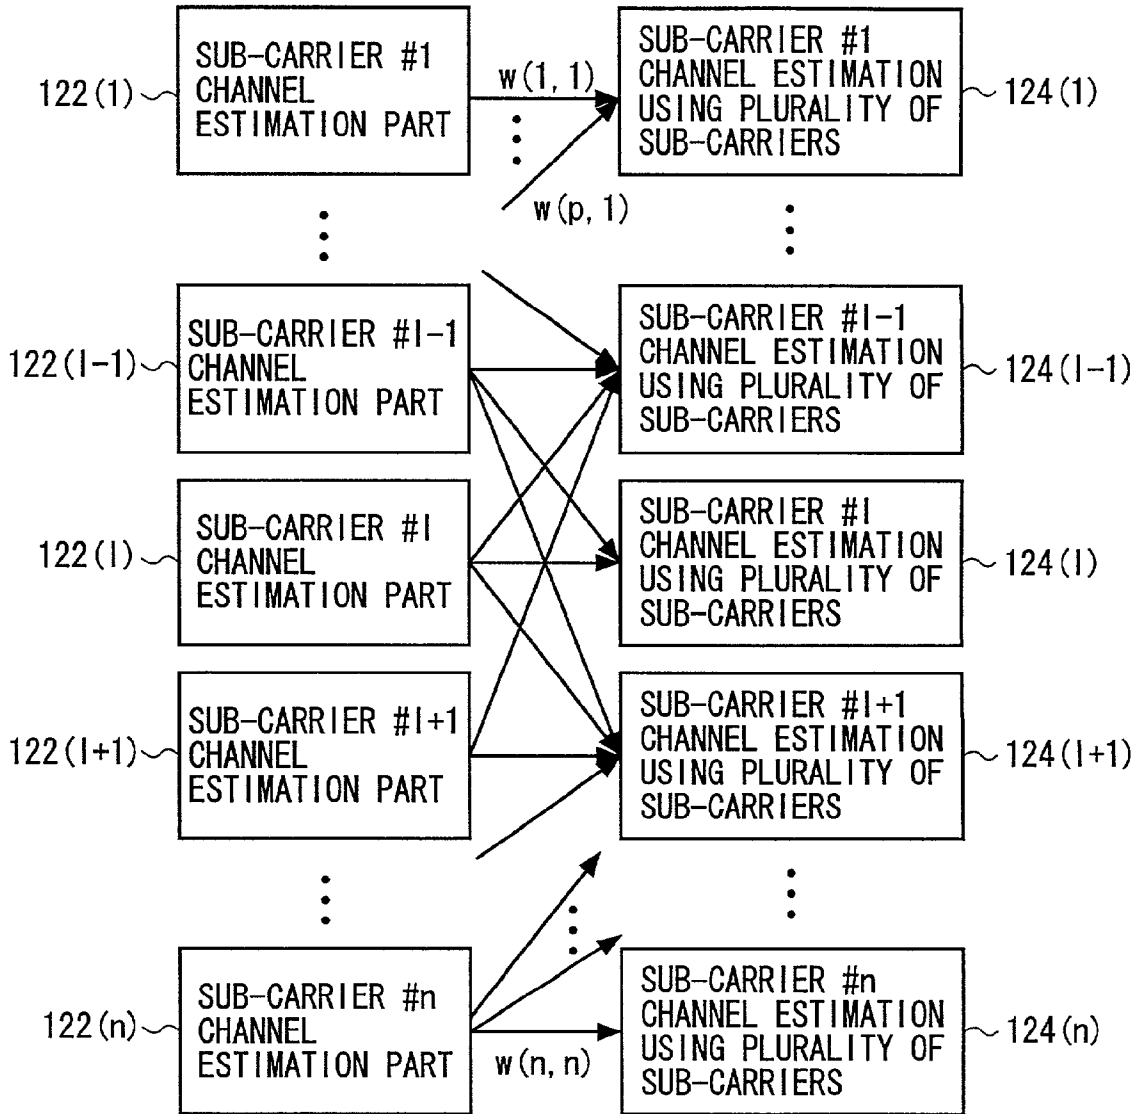 122(1)
SUB-CARRIER #1
CHANNEL
ESTIMATION PART
w(1,1)
w(p,1)
SUB-CARRIER #1
CHANNEL ESTIMATION
USING PLURALITY OF
SUB-CARRIERS
124(1)
122(l-1)
SUB-CARRIER #l-1
CHANNEL
ESTIMATION PART
SUB-CARRIER #l-1
CHANNEL ESTIMATION
USING PLURALITY OF
SUB-CARRIERS
124(l-1)
122(l)
SUB-CARRIER #l
CHANNEL
ESTIMATION PART
SUB-CARRIER #l
CHANNEL ESTIMATION
USING PLURALITY OF
SUB-CARRIERS
124(l)
122(l+1)
SUB-CARRIER #l+1
CHANNEL
ESTIMATION PART
SUB-CARRIER #l+1
CHANNEL ESTIMATION
USING PLURALITY OF
SUB-CARRIERS
124(l+1)
122(n)
SUB-CARRIER #n
CHANNEL
ESTIMATION PART
w(n,n)
SUB-CARRIER #n
CHANNEL ESTIMATION
USING PLURALITY OF
SUB-CARRIERS
124(n)